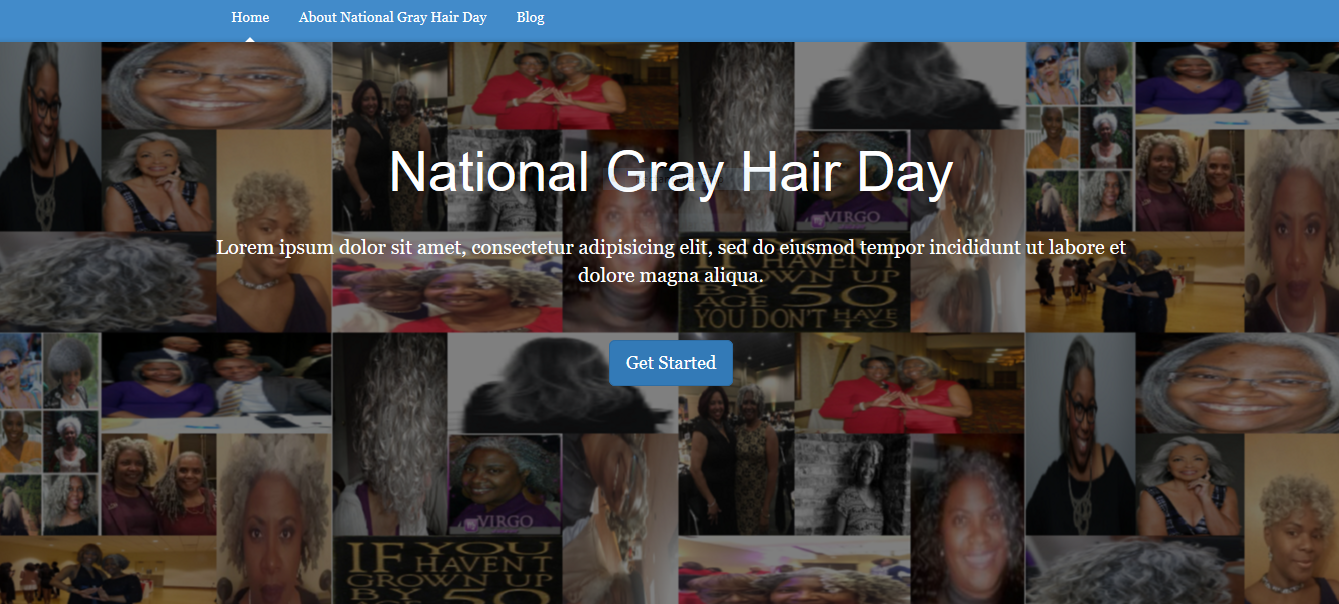 Home About National Gray Hair Day Blog
National Gray Hair Day
VIRGO
Lorem ipsum dolor sit amet, consectetur adipisicing elit, sed do eiusmod tempor incididunt ut labore et
dolore magna aliqua.
HAVENT
GROWN UP
AGE 50
YOU DON'T HAVE
TO
Get Started
VIRGO
IF YOU
HAVENT
GROWN UP
BY 50